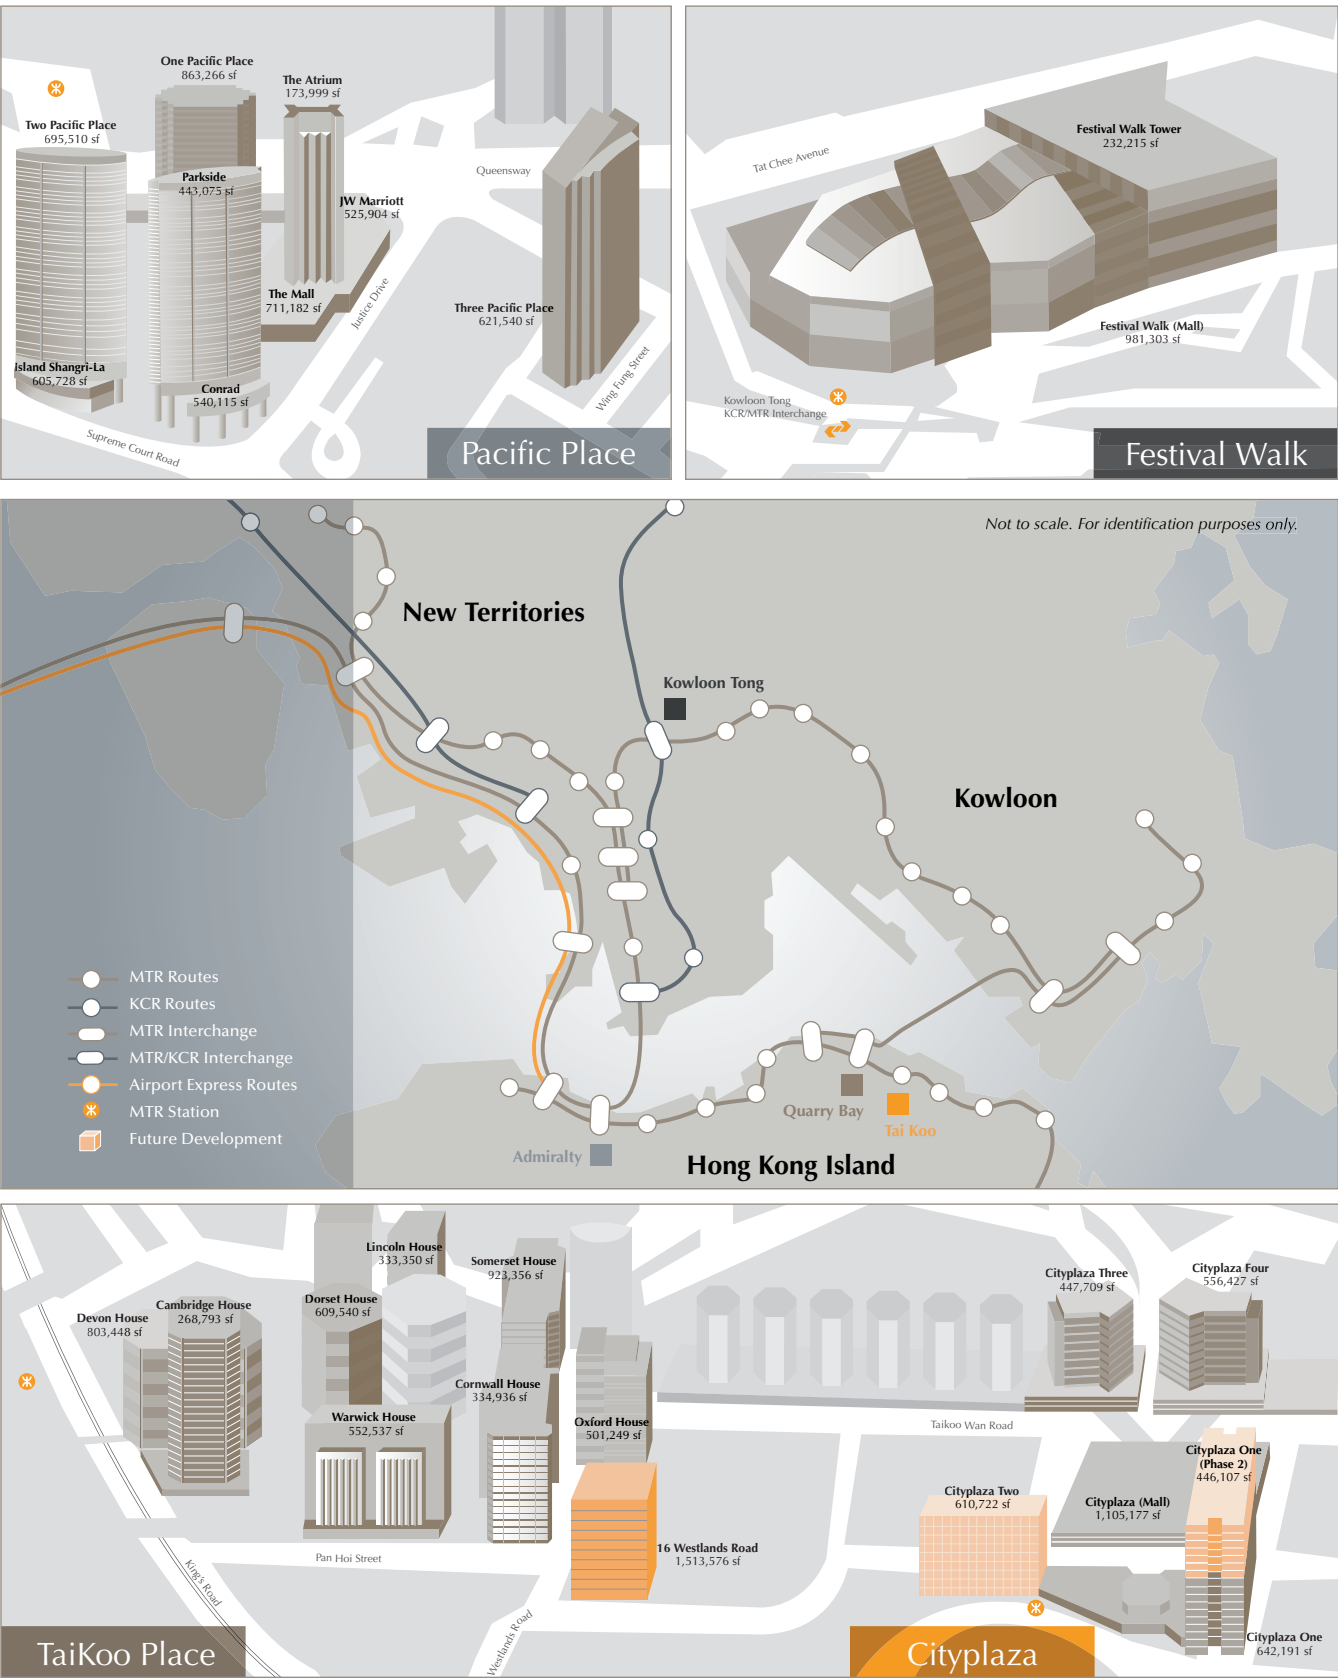 One Pacific Place
863,266 sf
The Atrium
173,999 sf
Two Pacific Place
695,510 sf
Parkside
443,075 sf
JW Marriott
525,904 sf
The Mall
711,182 sf
Island Shangri-La
605,728 sf
Conrad
540,115 sf
Three Pacific Place
621,540 sf
Queensway
Justice Drive
Wing Fung Street
Supreme Court Road
Pacific Place
Festival Walk Tower
232,215 sf
Tat Chee Avenue
Festival Walk (Mall)
981,303 sf
Kowloon Tong
KCR/MTR Interchange
Festival Walk
Not to scale. For identification purposes only.
New Territories
Kowloon Tong
Kowloon
MTR Routes
KCR Routes
MTR Interchange
MTR/KCR Interchange
Airport Express Routes
MTR Station
Future Development
Quarry Bay
Tai Koo
Admiralty
Hong Kong Island
Lincoln House
333,350 sf
Somerset House
923,356 sf
Dorset House
609,540 sf
Cambridge House
268,793 sf
Devon House
803,448 sf
Cornwall House
334,936 sf
Warwick House
552,537 sf
Oxford House
501,249 sf
16 Westlands Road
1,513,576 sf
Pan Hoi Street
King's Road
Westlands Road
TaiKoo Place
Cityplaza Three
447,709 sf
Cityplaza Four
556,427 sf
Taikoo Wan Road
Cityplaza One
(Phase 2)
446,107 sf
Cityplaza Two
610,722 sf
Cityplaza (Mall)
1,105,177 sf
Cityplaza One
642,191 sf
Cityplaza